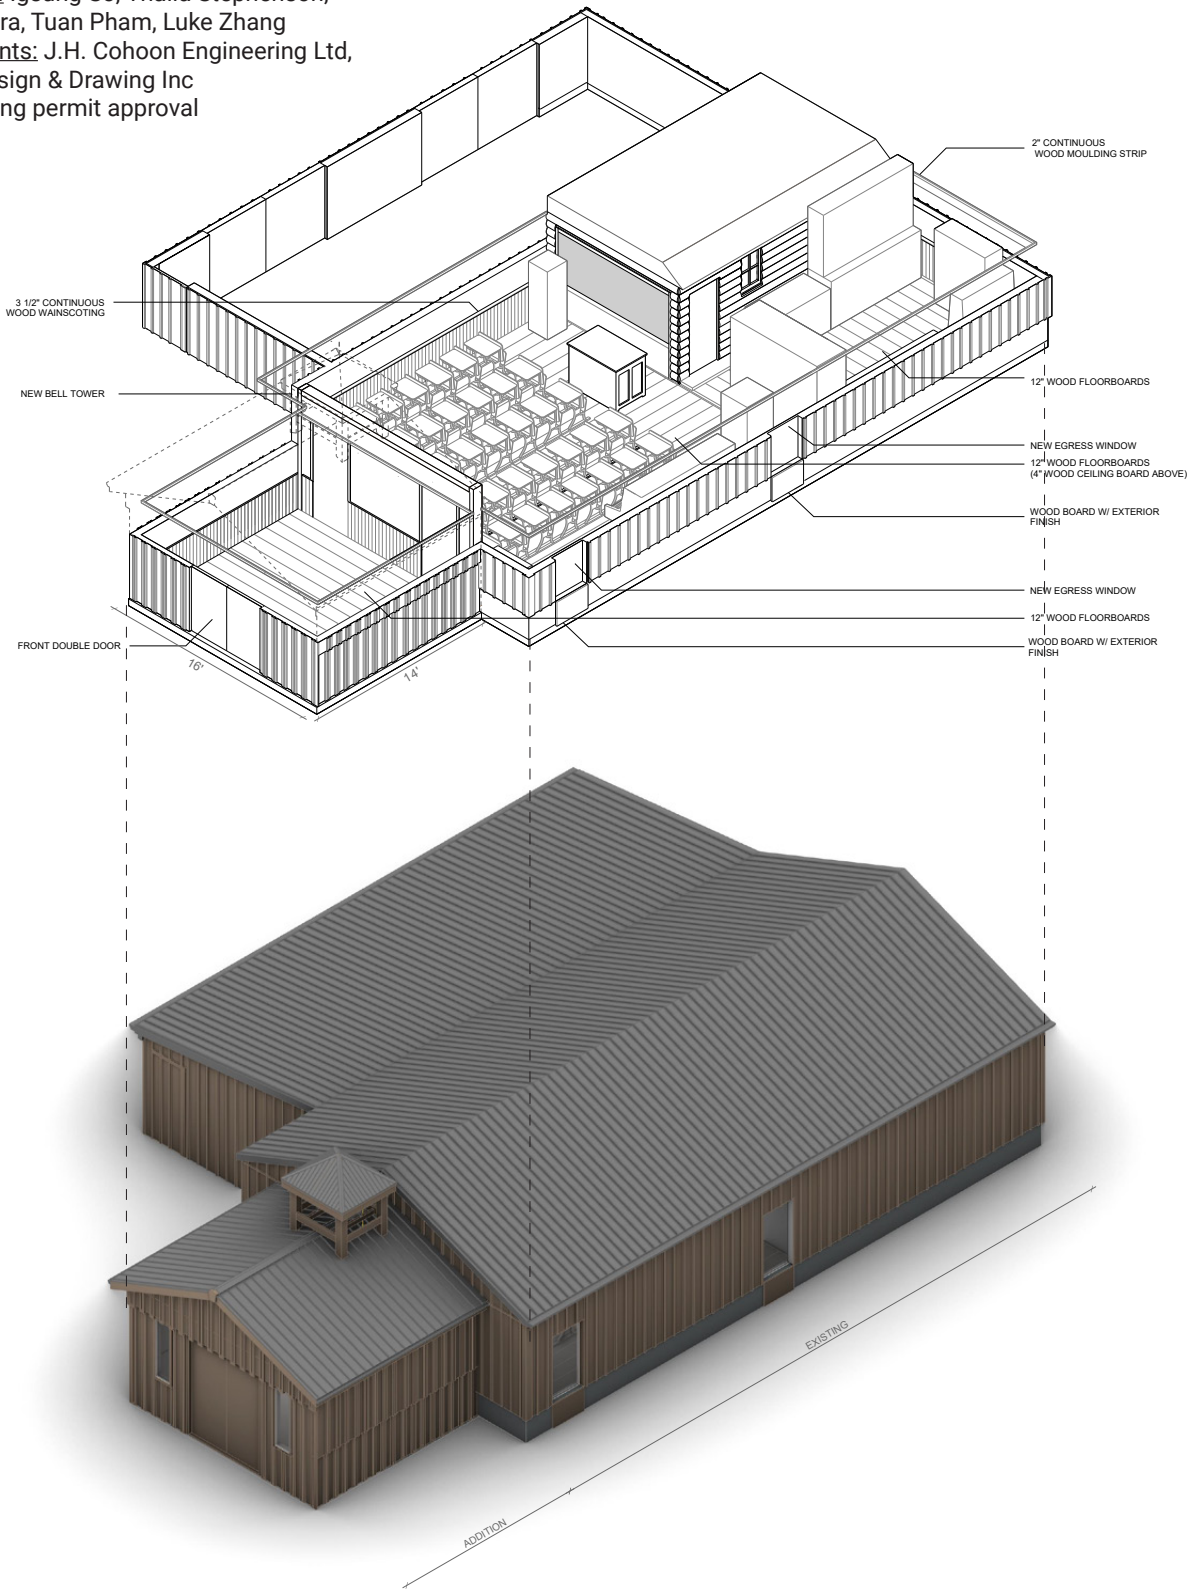 Tuan Pham, Luke Zhang
J.H. Cohoon Engineering Ltd,
& Drawing Inc
permit approval
2" CONTINUOUS
WOOD MOULDING STRIP
3 1/2" CONTINUOUS
WOOD WAINSCOTING
NEW BELL TOWER
12" WOOD FLOORBOARDS
NEW EGRESS WINDOW
12" WOOD FLOORBOARDS
(4" WOOD CEILING BOARD ABOVE)
WOOD BOARD W/ EXTERIOR
FINISH
NEW EGRESS WINDOW
12" WOOD FLOORBOARDS
WOOD BOARD W/ EXTERIOR
FINISH
FRONT DOUBLE DOOR
16'
14'
EXISTING
ADDITION